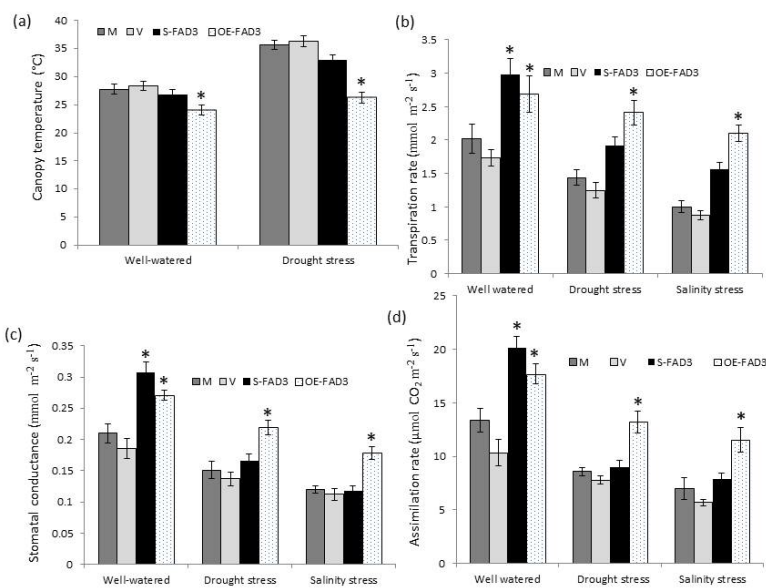 (a)
M V S-FAD3 OE-FAD3
Canopy temperature (°C)
40
35
30
25
20
15
10
5
0
* *
Well-watered Drought stress
(b)
M V S-FAD3 OE-FAD3
Transpiration rate (mmol m⁻² s⁻¹)
3.5
3
2.5
2
1.5
1
0.5
0
* * * *
Well watered Drought stress Salinity stress
(c)
M V S-FAD3 OE-FAD3
Stomatal conductance (mmol m⁻² s⁻¹)
0.35
0.3
0.25
0.2
0.15
0.1
0.05
0
* * * *
Well-watered Drought stress Salinity stress
(d)
M V S-FAD3 OE-FAD3
Assimilation rate (µmol CO₂ m⁻² s⁻¹)
25
20
15
10
5
0
* * * *
Well watered Drought stress Salinity stress